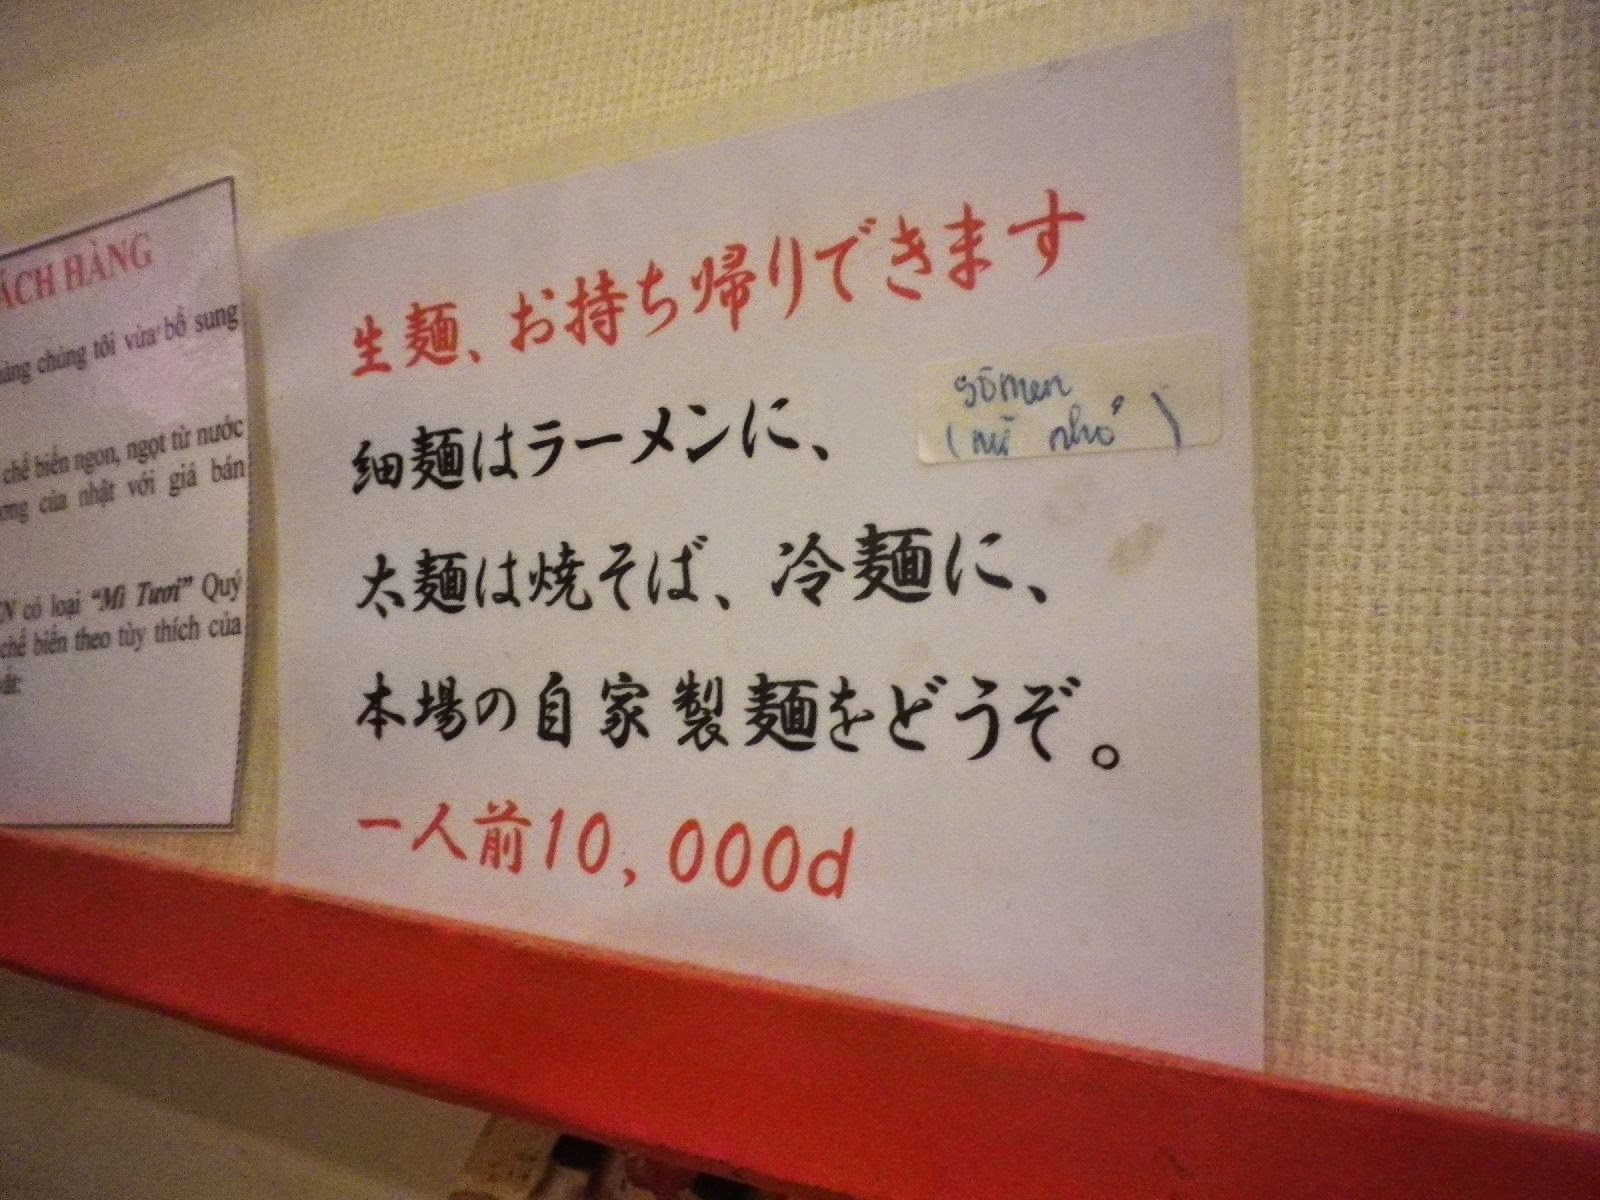 ÁCH HÀNG
hàng chúng tôi vừa bổ sung
chế biến ngon, ngọt từ nước
ương của nhật với giá bán
EN có loại “Mì Tươi” Quý
chế biến theo tùy thích của
生麺、お持ち帰りできます
細麺はラーメンに、
sōmen
(mì nhỏ)
太麺は焼そば、冷麺に、
本場の自家製麺をどうぞ。
一人前10,000d